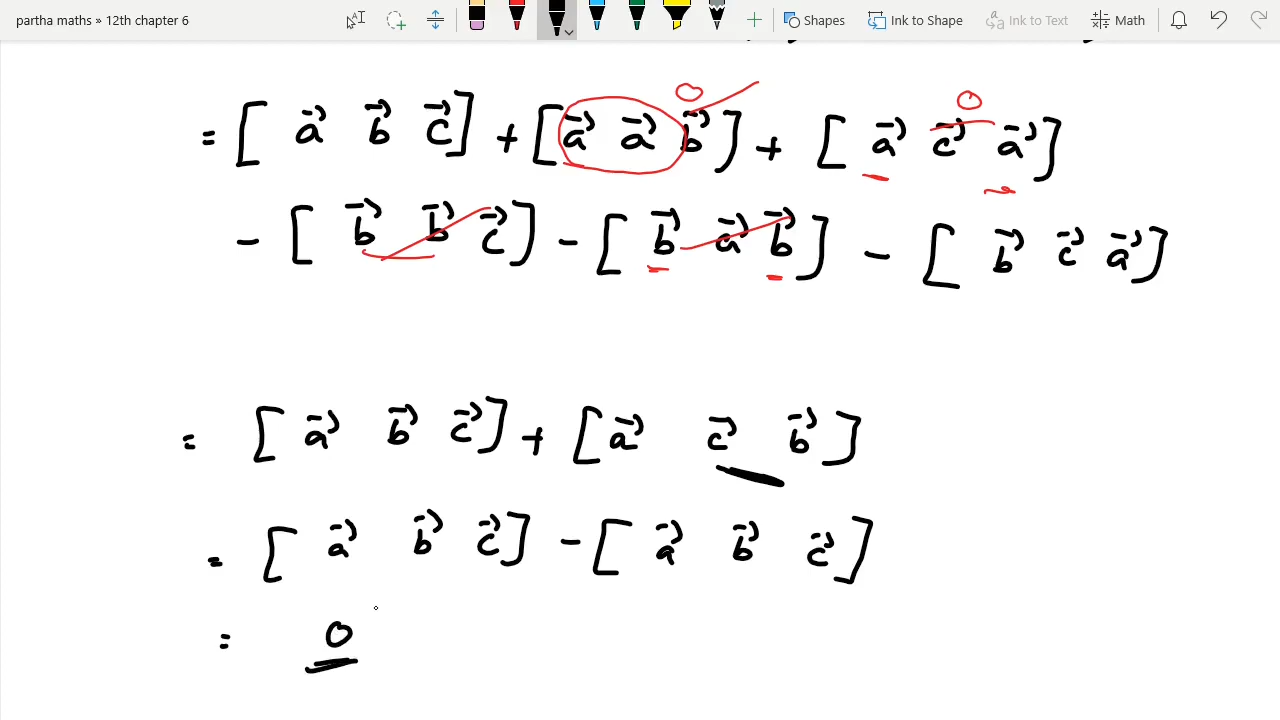 partha maths » 12th chapter 6
Shapes Ink to Shape Ink to Text Math
0 0
= [ a⃗ b⃗ c⃗ ] + [ a⃗ a⃗ b⃗ ] + [ a⃗ c⃗ a⃗ ]
- [ b⃗ b⃗ c⃗ ] - [ b⃗ a⃗ b⃗ ] - [ b⃗ c⃗ a⃗ ]
= [ a⃗ b⃗ c⃗ ] + [ a⃗ c⃗ b⃗ ]
= [ a⃗ b⃗ c⃗ ] - [ a⃗ b⃗ c⃗ ]
= 0